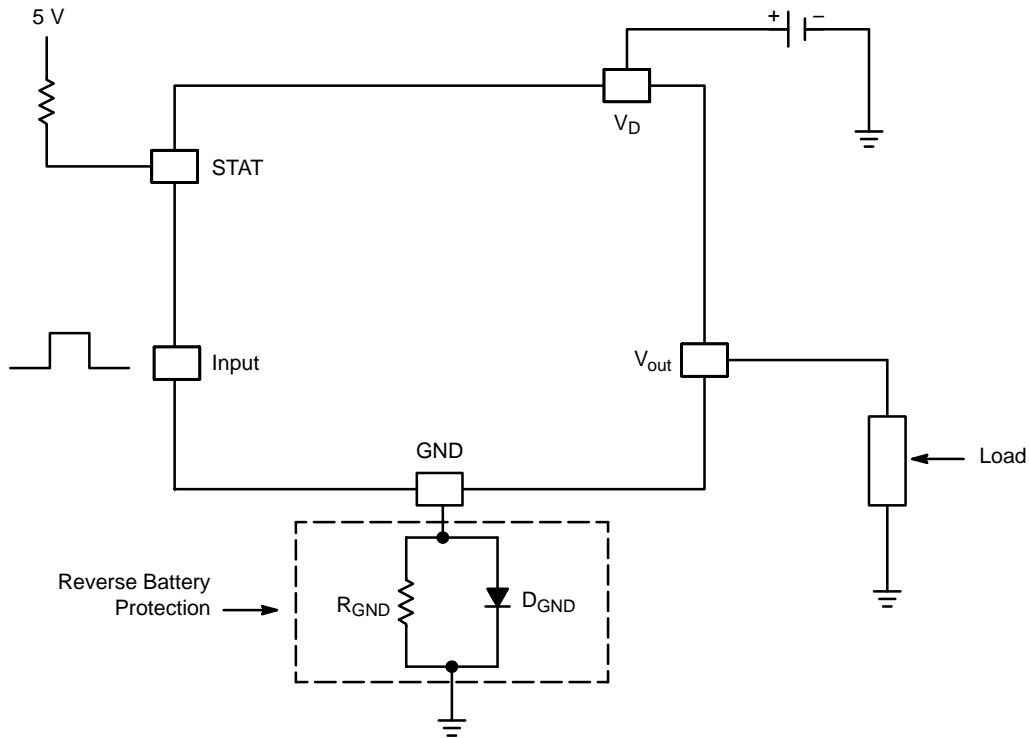 5 V
+ −
V_D
STAT
Input
V_out
GND
Load
Reverse Battery
Protection
R_GND
D_GND